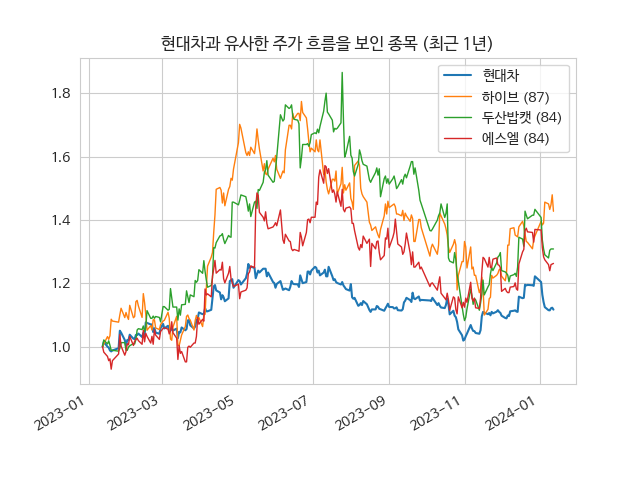 현대차과 유사한 주가 흐름을 보인 종목 (최근 1년)
현대차
하이브 (87)
두산밥캣 (84)
에스엘 (84)
1.8
1.6
1.4
1.2
1.0
2023-01
2023-03
2023-05
2023-07
2023-09
2023-11
2024-01